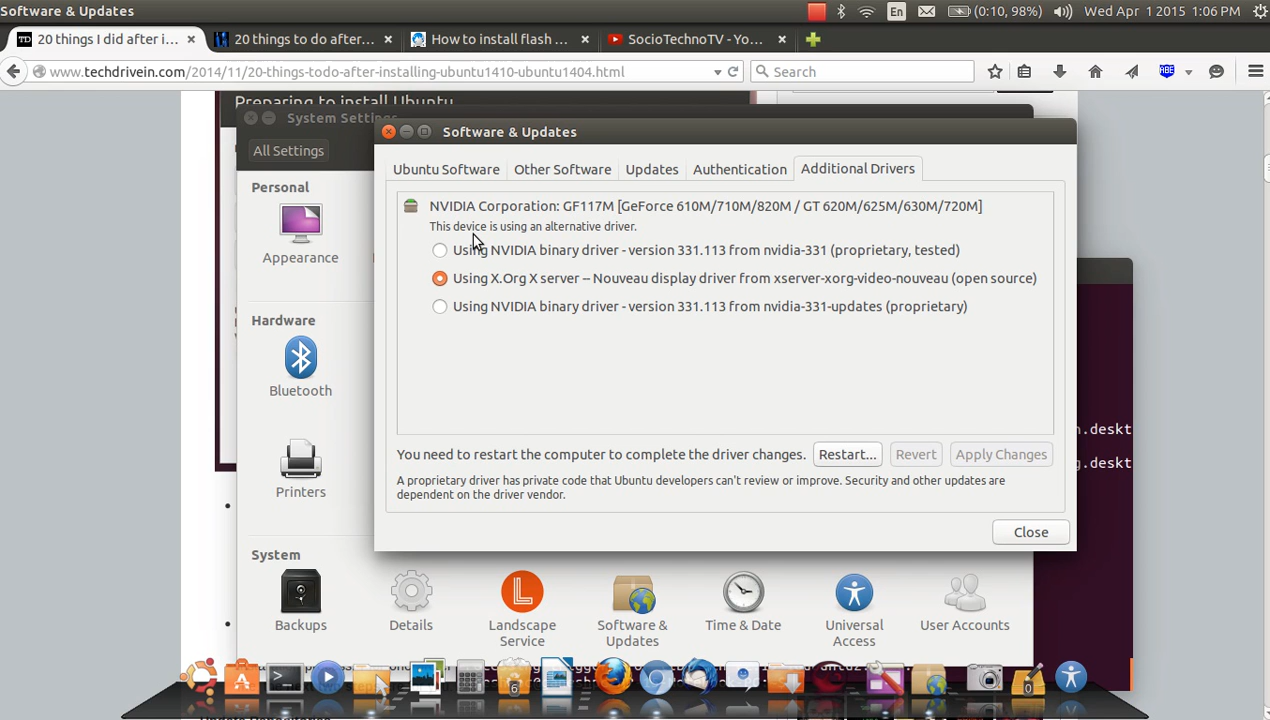 Software & Updates
En
(0:10, 98%)
Wed Apr 1 2015 1:06 PM
20 things I did after i...
20 things to do after...
How to install flash ...
SocioTechnoTV - Yo...
www.techdrivein.com/2014/11/20-things-todo-after-installing-ubuntu1410-ubuntu1404.html
Search
ABE
Preparing to install Ubuntu
System Settings
All Settings
Software & Updates
Ubuntu Software
Other Software
Updates
Authentication
Additional Drivers
NVIDIA Corporation: GF117M [GeForce 610M/710M/820M / GT 620M/625M/630M/720M]
This device is using an alternative driver.
Using NVIDIA binary driver - version 331.113 from nvidia-331 (proprietary, tested)
Using X.Org X server -- Nouveau display driver from xserver-xorg-video-nouveau (open source)
Using NVIDIA binary driver - version 331.113 from nvidia-331-updates (proprietary)
You need to restart the computer to complete the driver changes.
Restart...
Revert
Apply Changes
A proprietary driver has private code that Ubuntu developers can't review or improve. Security and other updates are
dependent on the driver vendor.
Close
Personal
Appearance
Hardware
Bluetooth
Printers
System
Backups
Details
Landscape
Service
Software &
Updates
Time & Date
Universal
Access
User Accounts
n.deskt
g.deskt
6
0